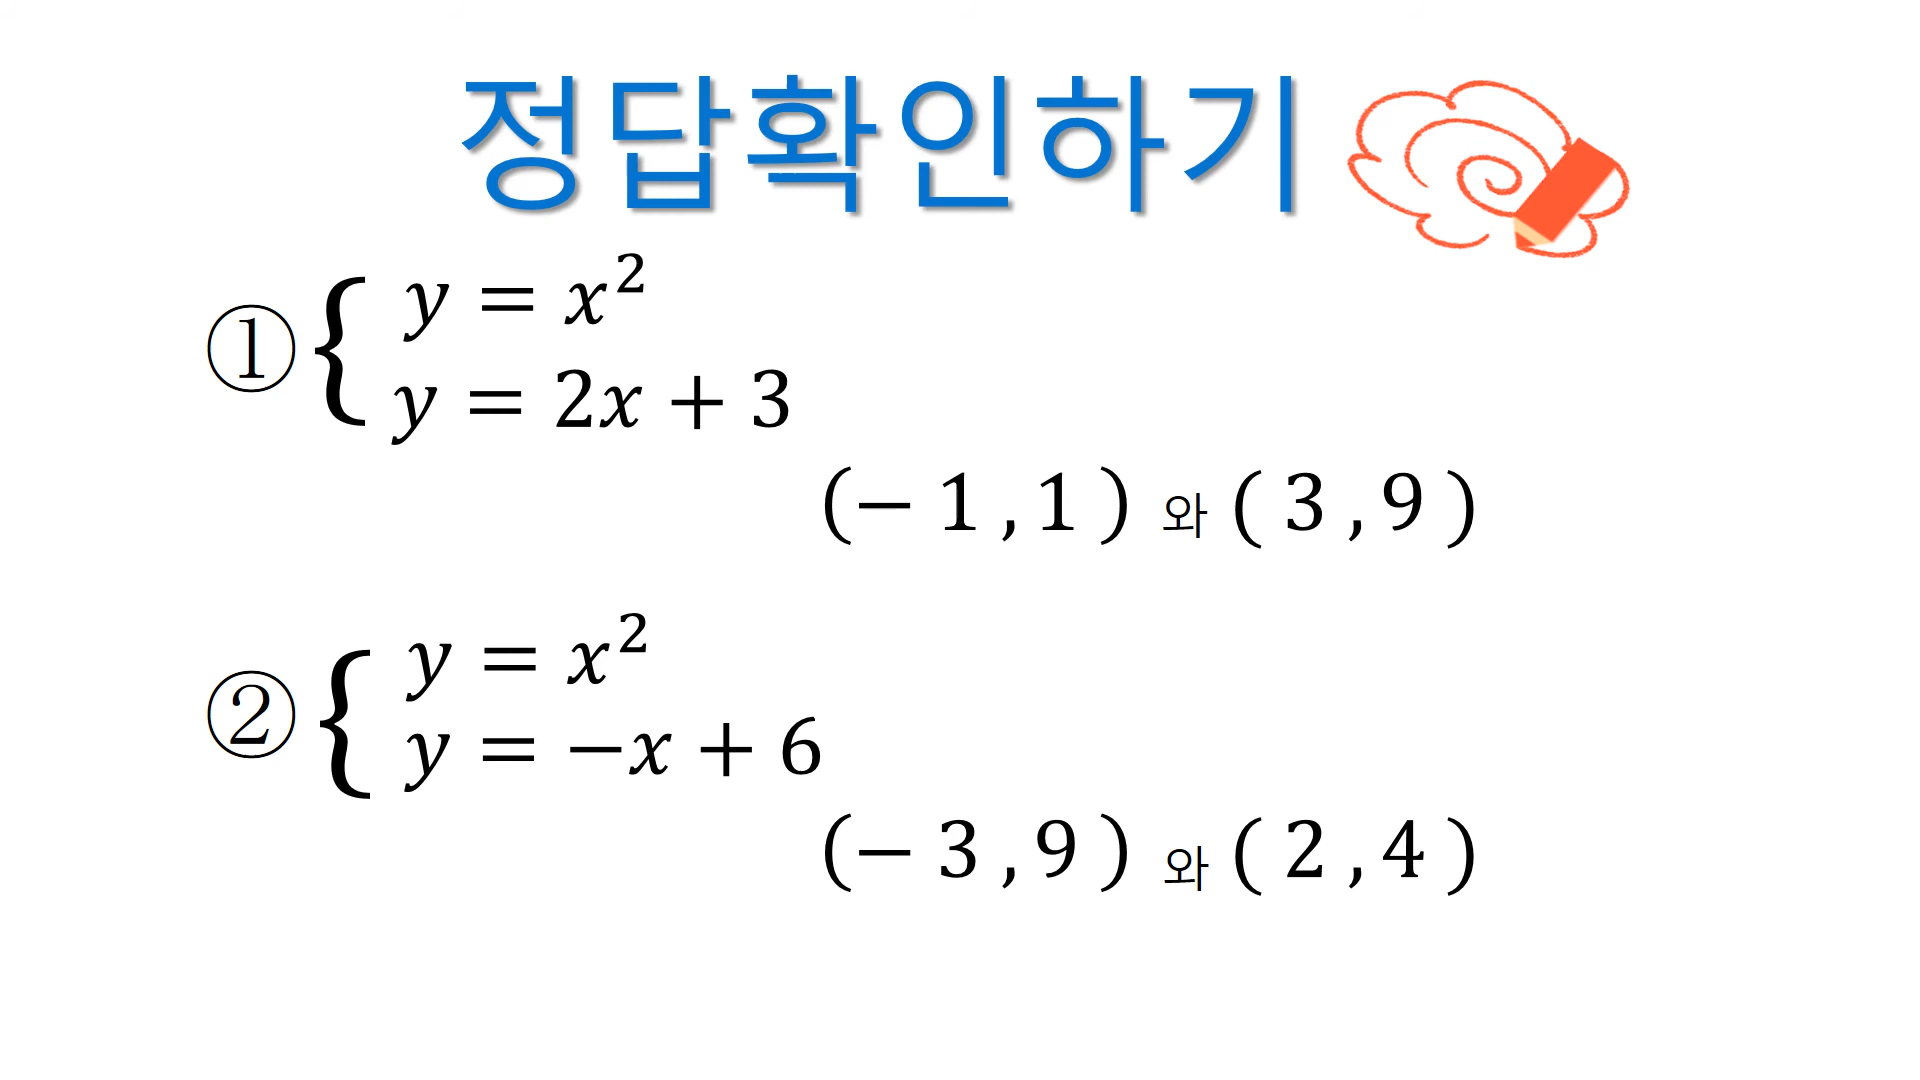 정답확인하기
① { y = x²
y = 2x + 3
(− 1 , 1 ) 와 ( 3 , 9 )
② { y = x²
y = −x + 6
(− 3 , 9 ) 와 ( 2 , 4 )